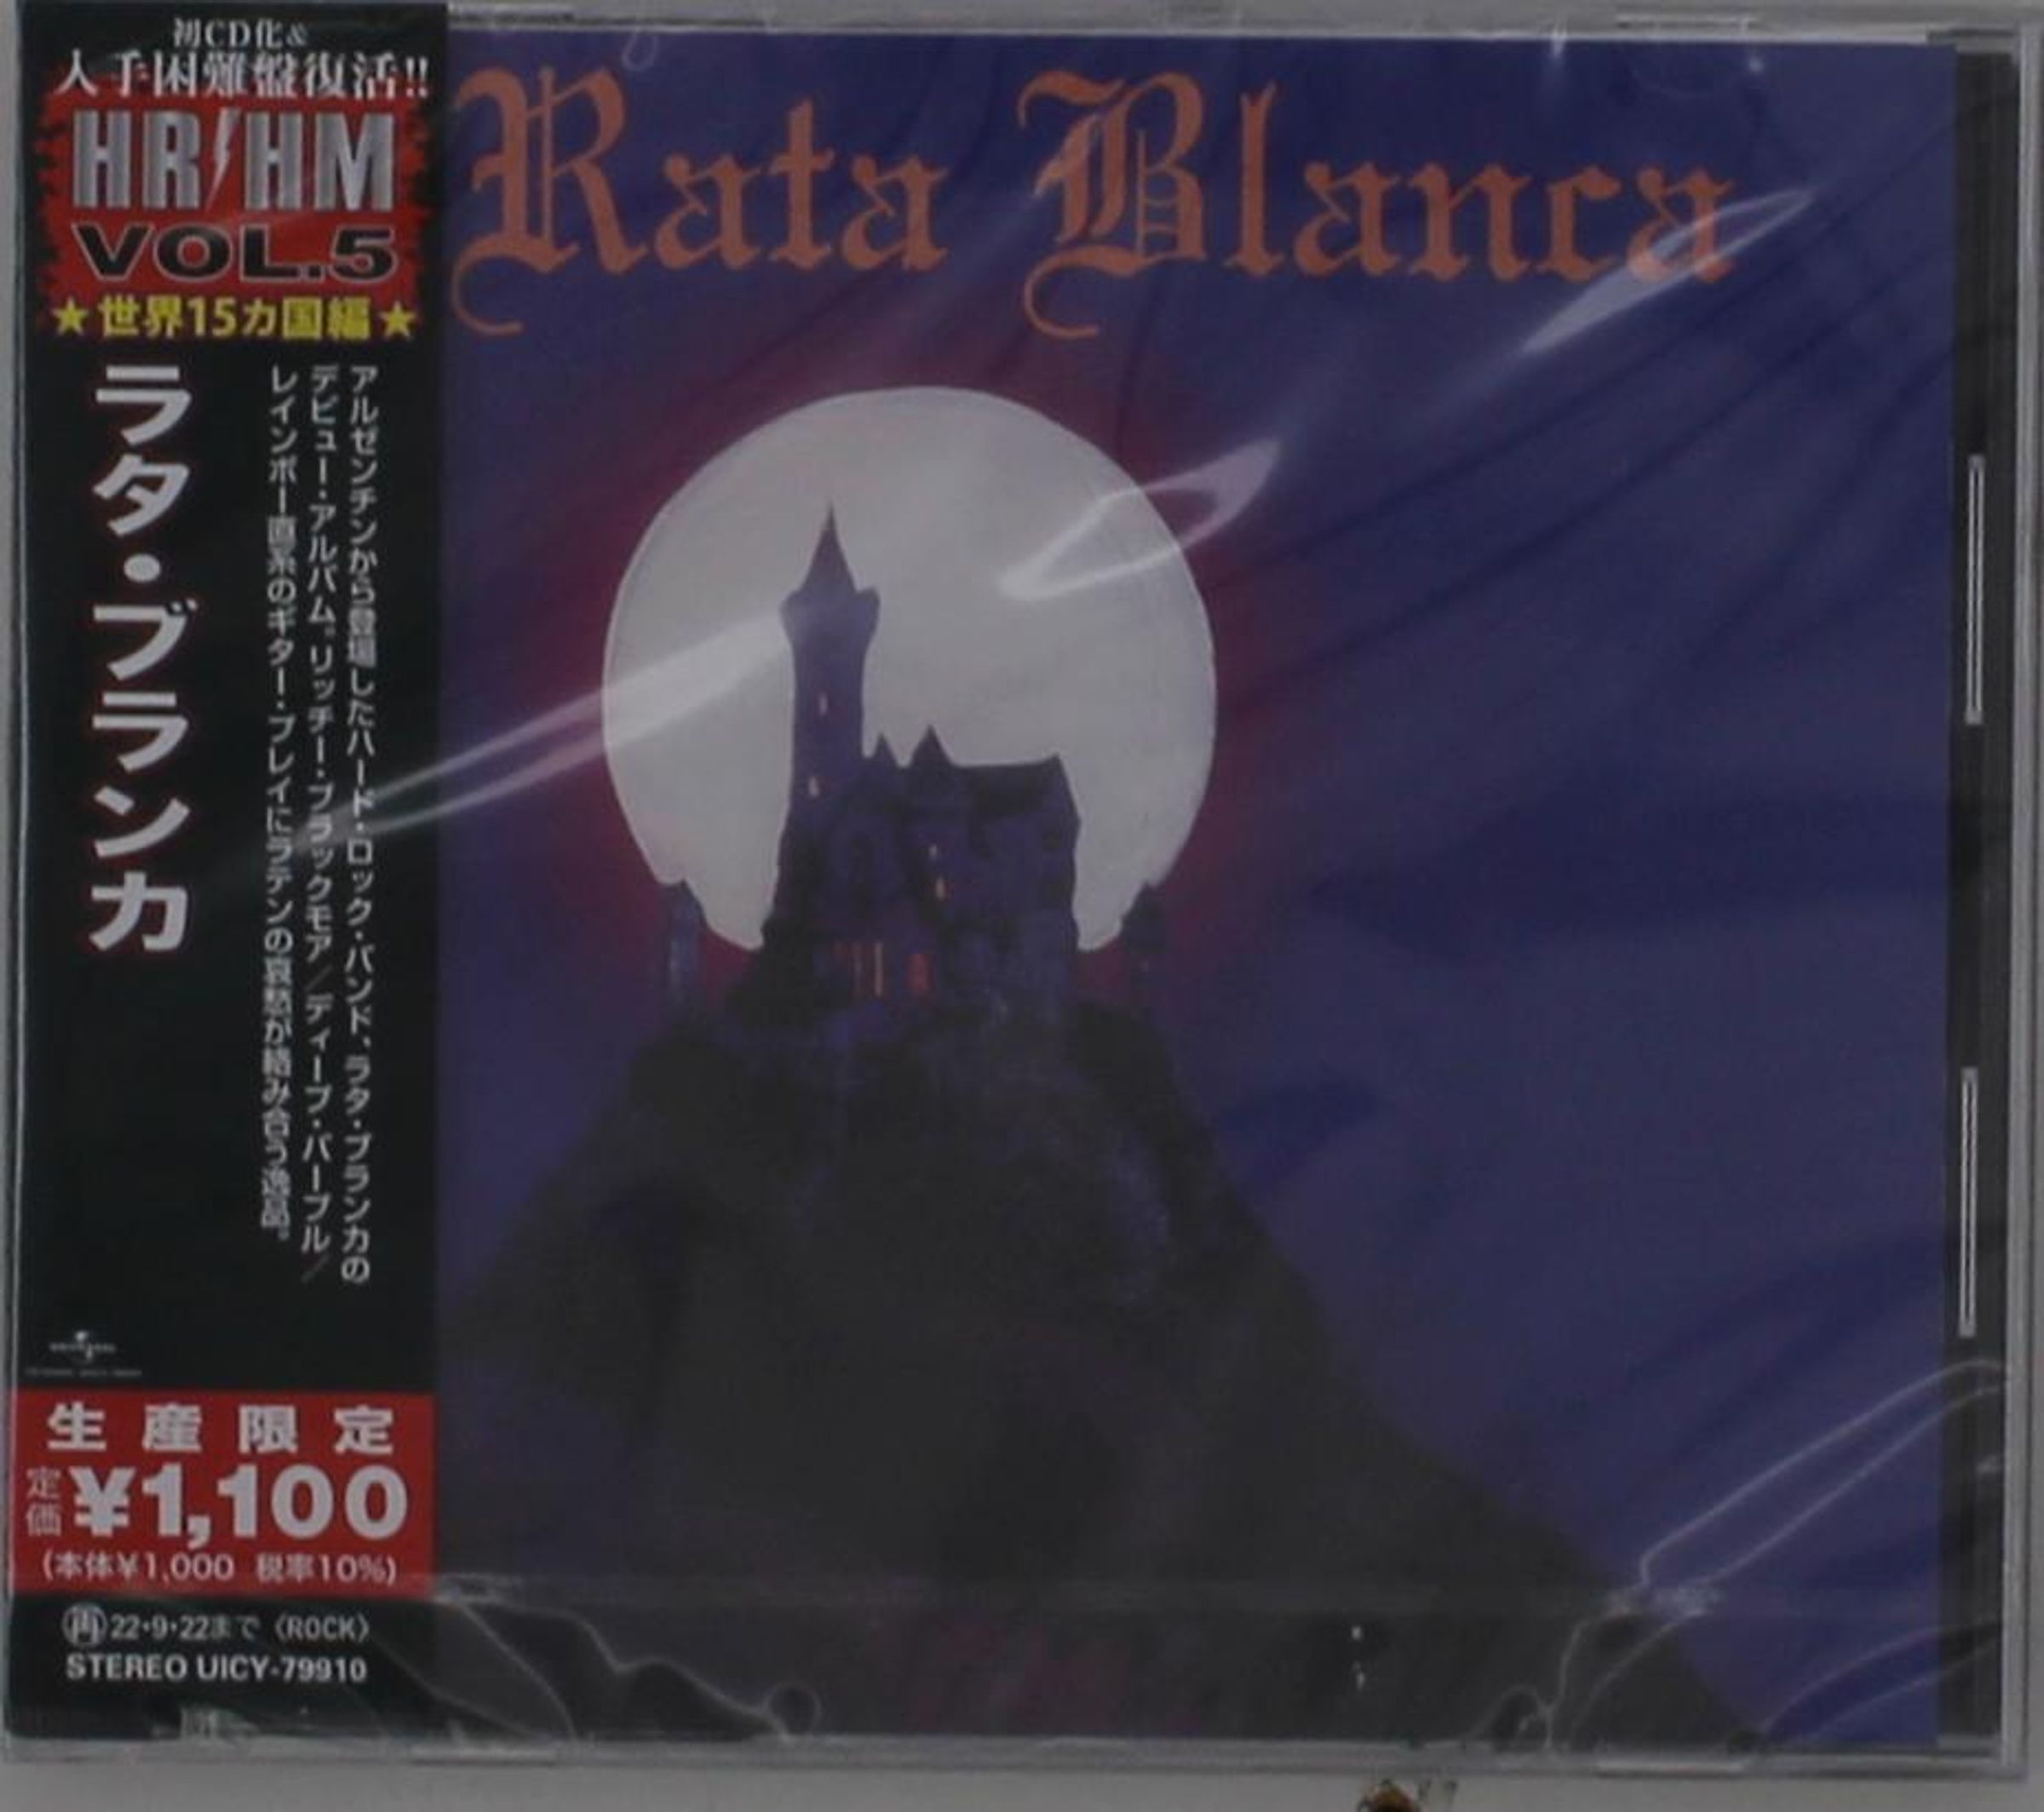 初CD化&
入手困難盤復活!!
HR/HM
VOL.5
★世界15カ国編★
ラタ・ブランカ
アルゼンチンから登場したハード・ロック・バンド、ラタ・ブランカの
デビュー・アルバム。リッチー・ブラックモア／ディープ・パープル／
レインボー直系のギター・プレイにラテンの哀愁が絡み合う逸品。
UNIVERSAL
生産限定
定価 ¥1,100
(本体¥1,000 税率10%)
再 22・9・22まで 〈ROCK〉
STEREO UICY-79910
Rata Blanca